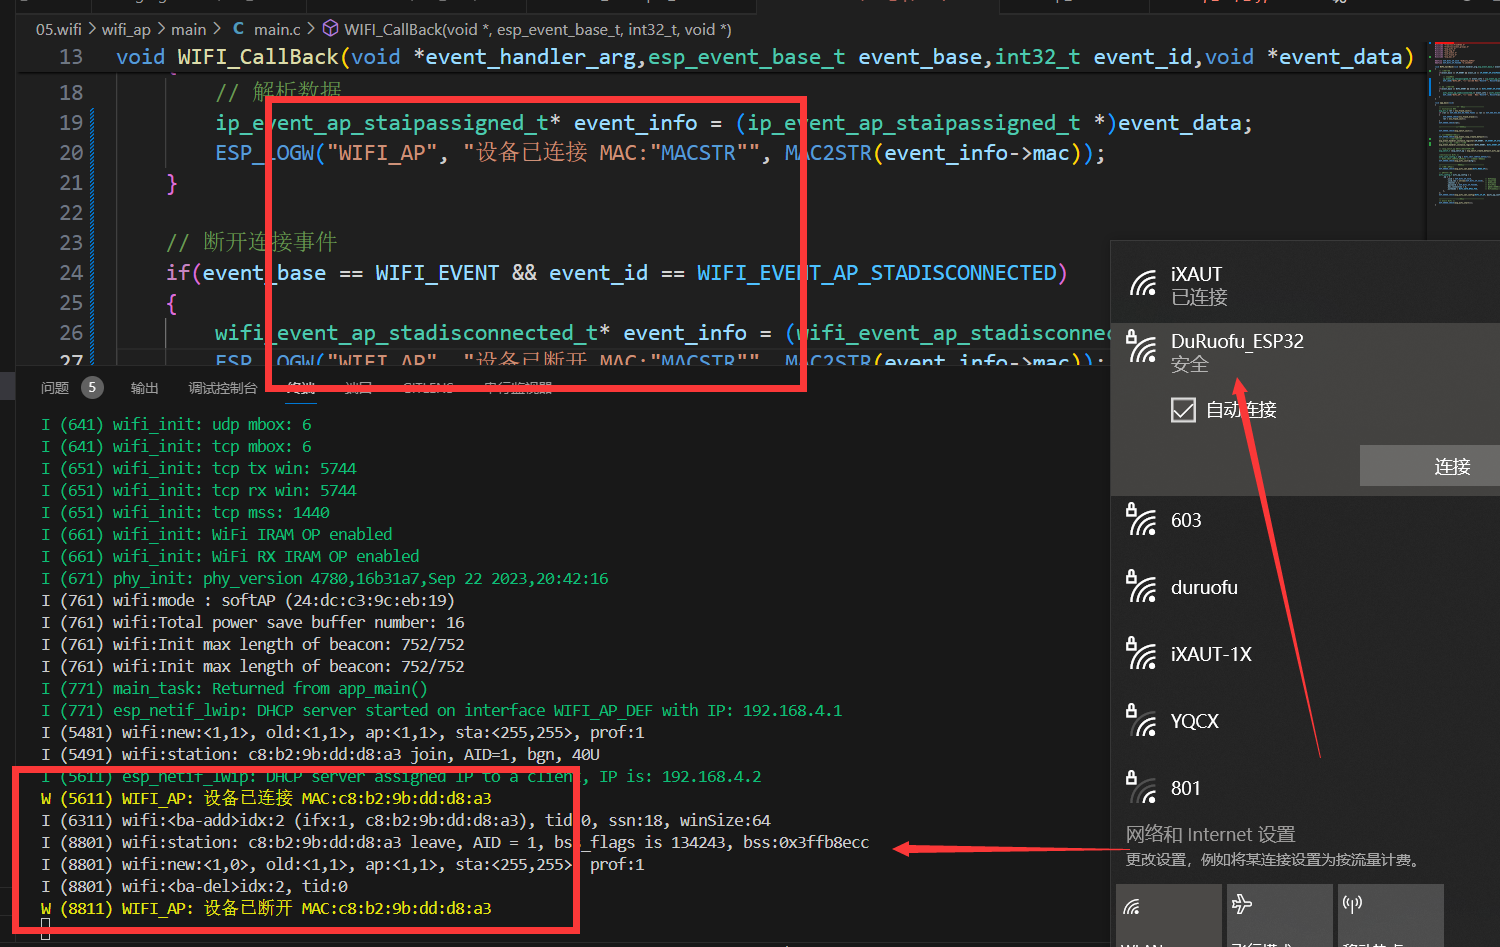 05.wifi > wifi_ap > main > C main.c > WIFI_CallBack(void *, esp_event_base_t, int32_t, void *)
13 void WIFI_CallBack(void *event_handler_arg,esp_event_base_t event_base,int32_t event_id,void *event_data)
18 // 解析数据
19 ip_event_ap_staipassigned_t* event_info = (ip_event_ap_staipassigned_t *)event_data;
20 ESP_LOGW("WIFI_AP", "设备已连接 MAC:"MACSTR"", MAC2STR(event_info->mac));
21 }
22
23 // 断开连接事件
24 if(event_base == WIFI_EVENT && event_id == WIFI_EVENT_AP_STADISCONNECTED)
25 {
26 wifi_event_ap_stadisconnected_t* event_info = (wifi_event_ap_stadisconnec
27 ESP_LOGW("WIFI_AP", "设备已断开 MAC:"MACSTR"", MAC2STR(event_info->mac));
问题 5 输出 调试控制台 终端 端口 GITLENS 串行监视器
I (641) wifi_init: udp mbox: 6
I (641) wifi_init: tcp mbox: 6
I (651) wifi_init: tcp tx win: 5744
I (651) wifi_init: tcp rx win: 5744
I (651) wifi_init: tcp mss: 1440
I (661) wifi_init: WiFi IRAM OP enabled
I (661) wifi_init: WiFi RX IRAM OP enabled
I (671) phy_init: phy_version 4780,16b31a7,Sep 22 2023,20:42:16
I (761) wifi:mode : softAP (24:dc:c3:9c:eb:19)
I (761) wifi:Total power save buffer number: 16
I (761) wifi:Init max length of beacon: 752/752
I (761) wifi:Init max length of beacon: 752/752
I (771) main_task: Returned from app_main()
I (771) esp_netif_lwip: DHCP server started on interface WIFI_AP_DEF with IP: 192.168.4.1
I (5481) wifi:new:<1,1>, old:<1,1>, ap:<1,1>, sta:<255,255>, prof:1
I (5491) wifi:station: c8:b2:9b:dd:d8:a3 join, AID=1, bgn, 40U
I (5611) esp_netif_lwip: DHCP server assigned IP to a client, IP is: 192.168.4.2
W (5611) WIFI_AP: 设备已连接 MAC:c8:b2:9b:dd:d8:a3
I (6311) wifi:<ba-add>idx:2 (ifx:1, c8:b2:9b:dd:d8:a3), tid:0, ssn:18, winSize:64
I (8801) wifi:station: c8:b2:9b:dd:d8:a3 leave, AID = 1, bss_flags is 134243, bss:0x3ffb8ecc
I (8801) wifi:new:<1,0>, old:<1,1>, ap:<1,1>, sta:<255,255>, prof:1
I (8801) wifi:<ba-del>idx:2, tid:0
W (8811) WIFI_AP: 设备已断开 MAC:c8:b2:9b:dd:d8:a3
iXAUT
已连接
DuRuofu_ESP32
安全
自动连接
连接
603
duruofu
iXAUT-1X
YQCX
801
网络和 Internet 设置
更改设置，例如将某连接设置为按流量计费。